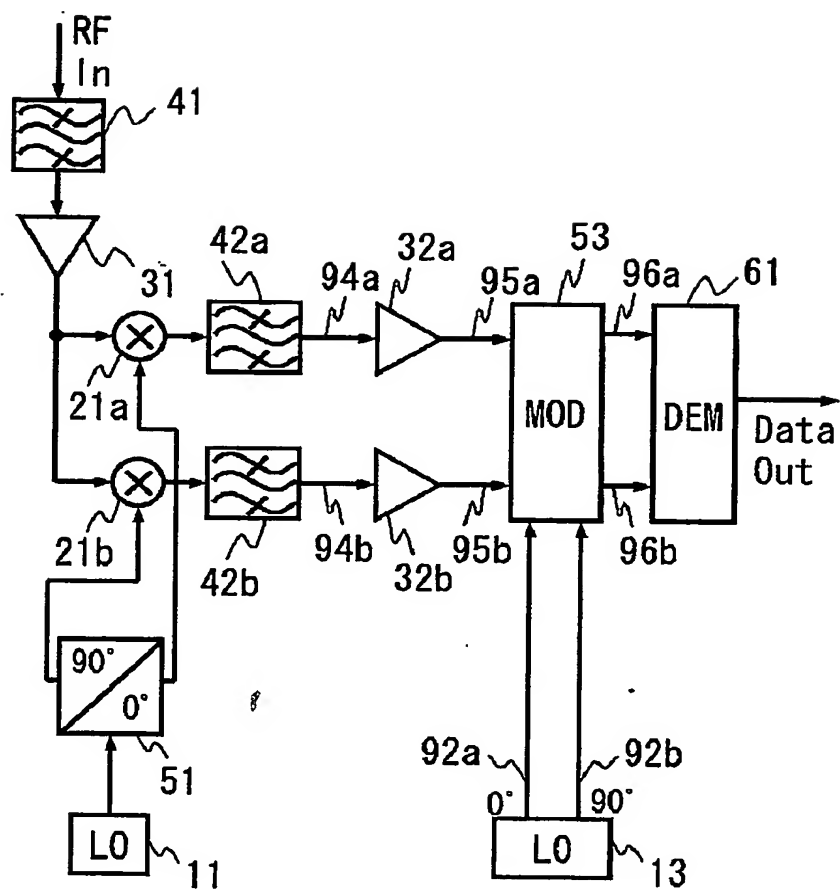 RF
In
41
31
42a
94a
32a
95a
53
96a
61
21a
MOD
DEM
Data
Out
21b
42b
94b
32b
95b
96b
90°
0°
51
92a
92b
0°
90°
LO
11
LO
13